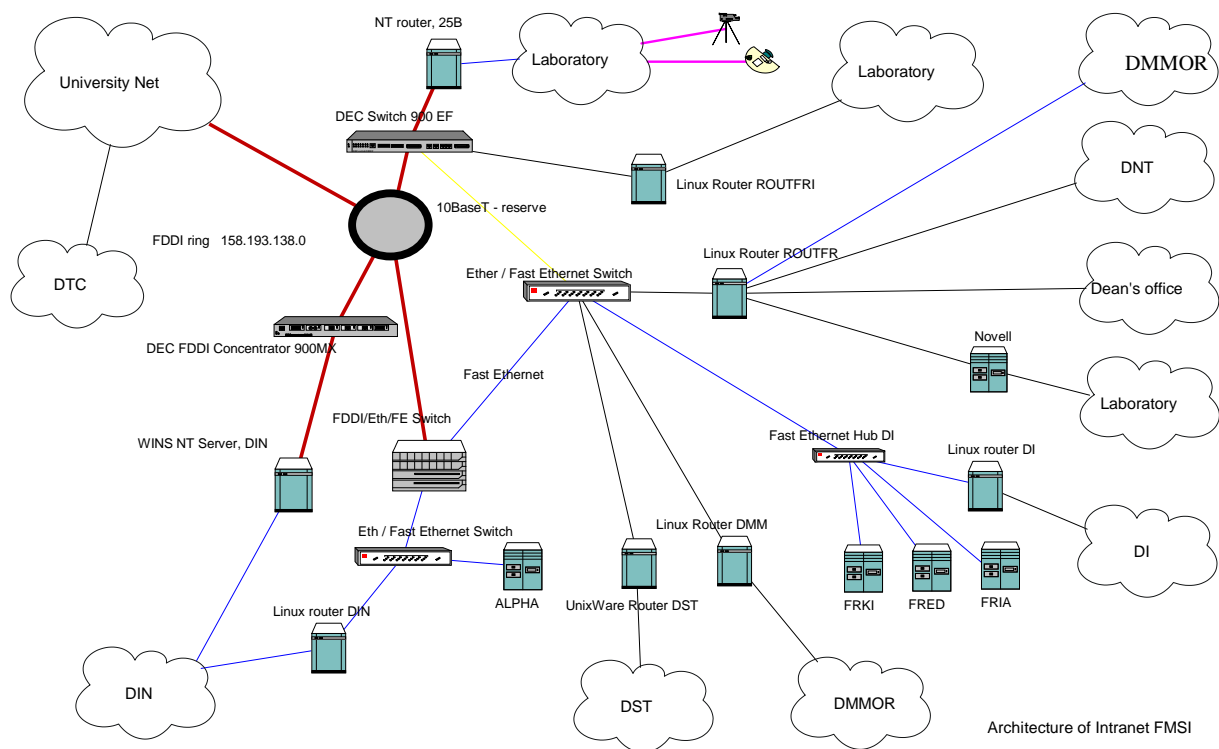 NT router, 25B
University Net
Laboratory
Laboratory
DMMOR
DEC Switch 900 EF
DNT
Linux Router ROUTFRI
10BaseT - reserve
FDDI ring 158.193.138.0
Linux Router ROUTFR
DTC
Ether / Fast Ethernet Switch
Dean's office
Novell
DEC FDDI Concentrator 900MX
Fast Ethernet
Laboratory
FDDI/Eth/FE Switch
WINS NT Server, DIN
Fast Ethernet Hub DI
Linux router DI
Eth / Fast Ethernet Switch
Linux Router DMM
DI
ALPHA
UnixWare Router DST
FRKI
FRED
FRIA
Linux router DIN
DIN
DST
DMMOR
Architecture of Intranet FMSI